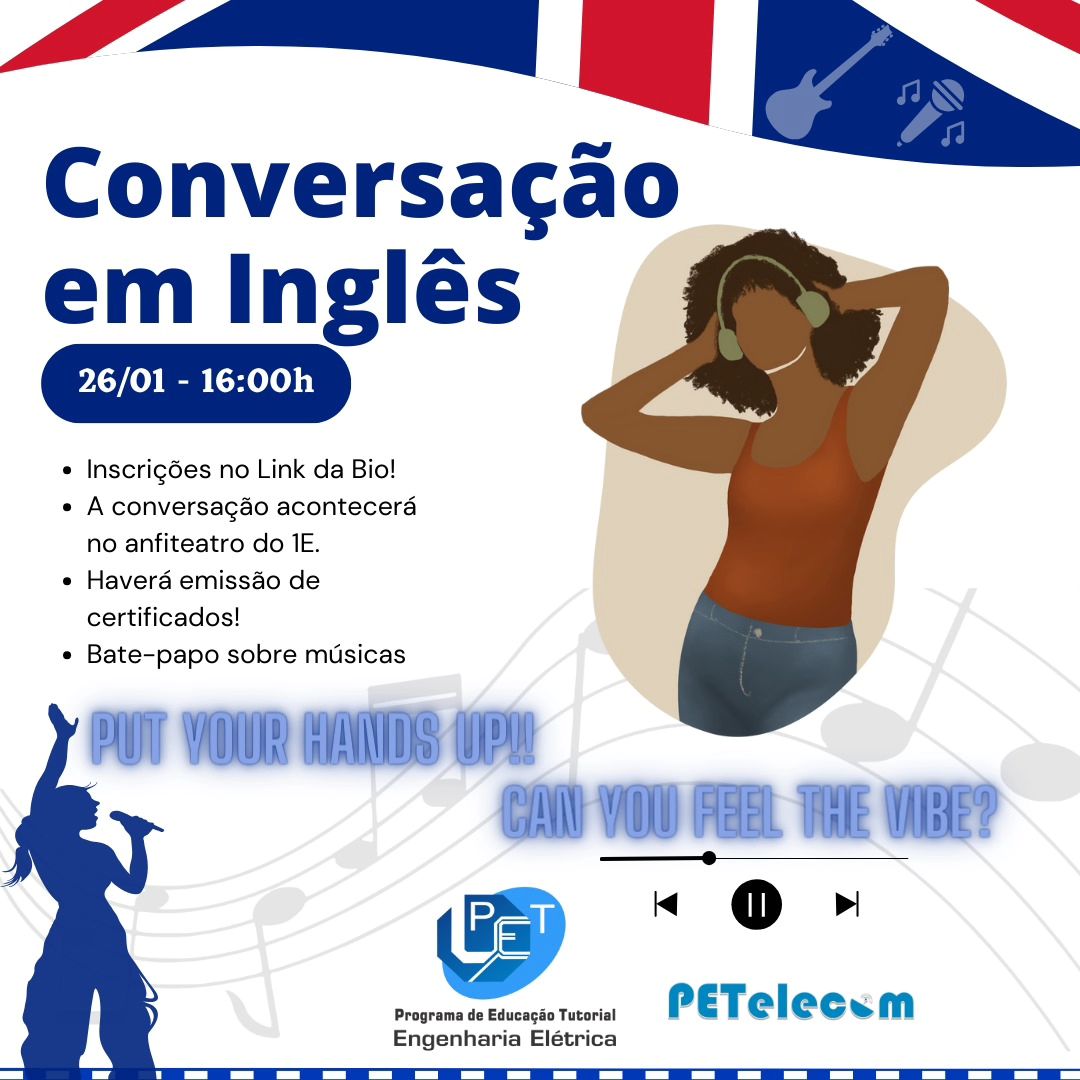 Conversação
em Inglês
26/01 - 16:00h
• Inscrições no Link da Bio!
• A conversação acontecerá
no anfiteatro do 1E.
• Haverá emissão de
certificados!
• Bate-papo sobre músicas
PUT YOUR HANDS UP!!
CAN YOU FEEL THE VIBE?
PET
Programa de Educação Tutorial
Engenharia Elétrica
PETelecom